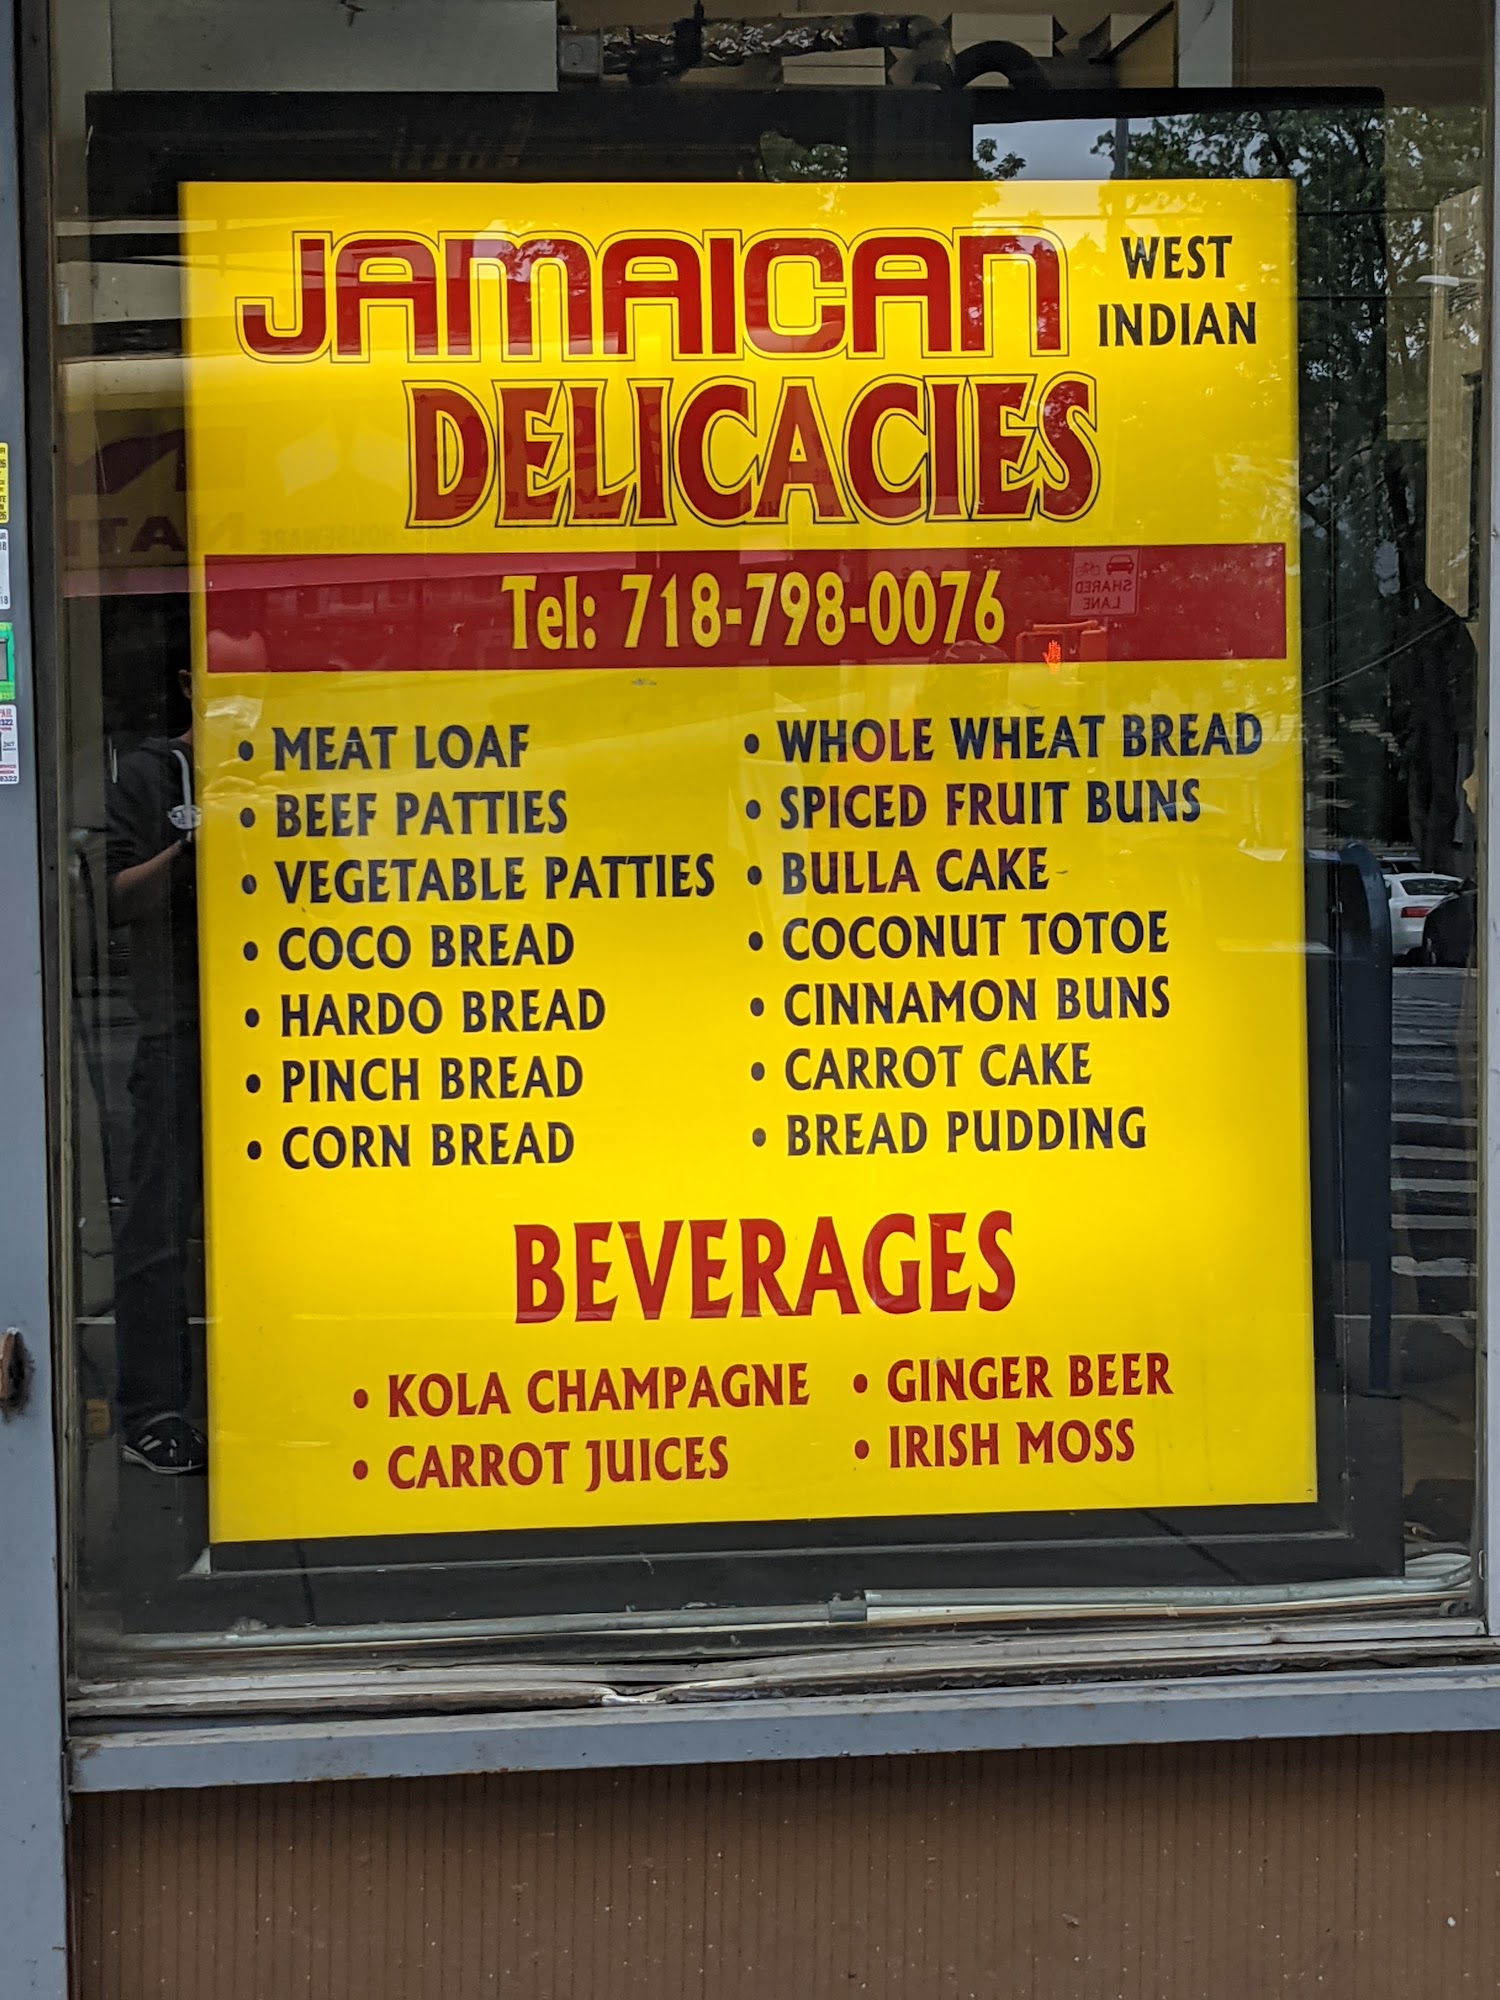 JAMAICAN
WEST
INDIAN
DELICACIES
Tel: 718-798-0076
• MEAT LOAF
• BEEF PATTIES
• VEGETABLE PATTIES
• COCO BREAD
• HARDO BREAD
• PINCH BREAD
• CORN BREAD
• WHOLE WHEAT BREAD
• SPICED FRUIT BUNS
• BULLA CAKE
• COCONUT TOTOE
• CINNAMON BUNS
• CARROT CAKE
• BREAD PUDDING
BEVERAGES
• KOLA CHAMPAGNE
• CARROT JUICES
• GINGER BEER
• IRISH MOSS
SHARED
LANE